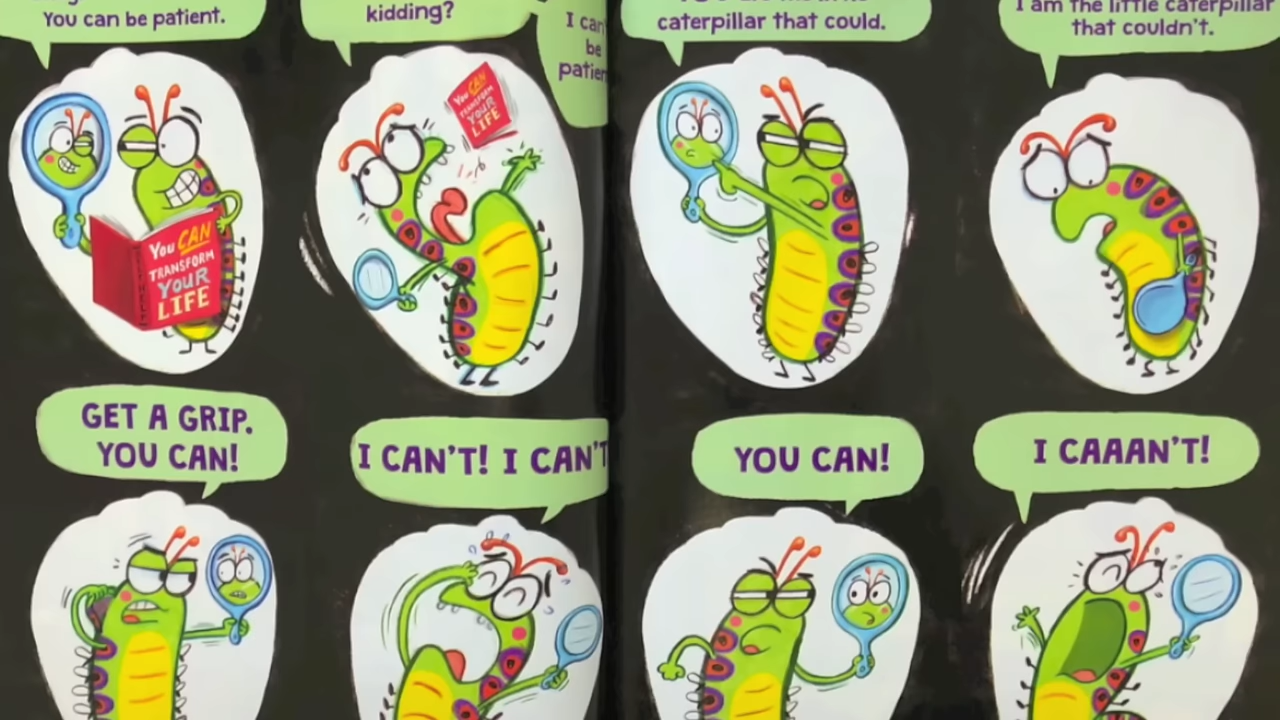 You can be patient.
kidding?
I can'
be
patien
caterpillar that could.
I am the little caterpillar
that couldn't.
You CAN
TRANSFORM
YOUR
LIFE
YOU CAN
TRANSFORM
YOUR
LIFE
GET A GRIP.
YOU CAN!
I CAN'T! I CAN'T
YOU CAN!
I CAAAN'T!